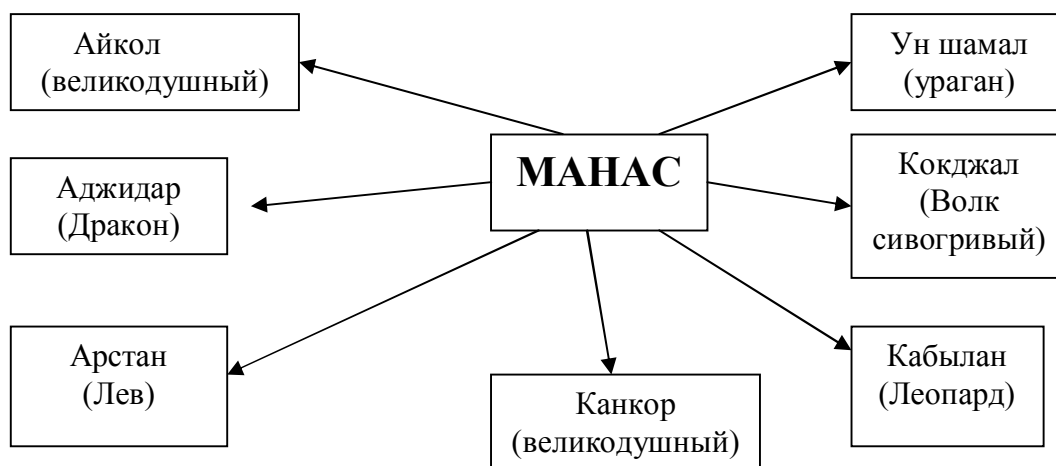 Айкол
(великодушный)
Ун шамал
(ураган)
МАНАС
Аджидар
(Дракон)
Кокджал
(Волк
сивогривый)
Арстан
(Лев)
Канкор
(великодушный)
Кабылан
(Леопард)